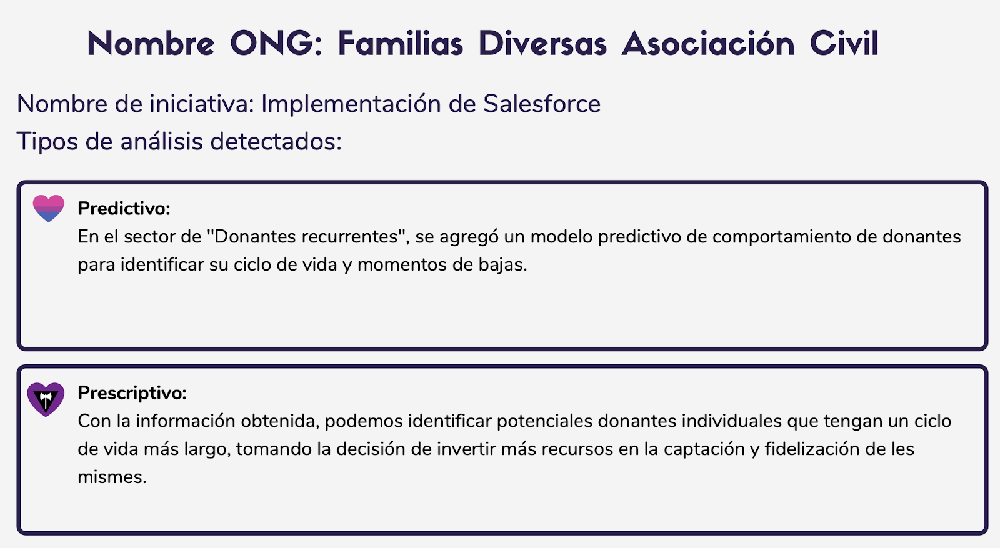 Nombre ONG: Familias Diversas Asociación Civil
Nombre de iniciativa: Implementación de Salesforce
Tipos de análisis detectados:
Predictivo:
En el sector de "Donantes recurrentes", se agregó un modelo predictivo de comportamiento de donantes
para identificar su ciclo de vida y momentos de bajas.
Prescriptivo:
Con la información obtenida, podemos identificar potenciales donantes individuales que tengan un ciclo
de vida más largo, tomando la decisión de invertir más recursos en la captación y fidelización de les
mismes.